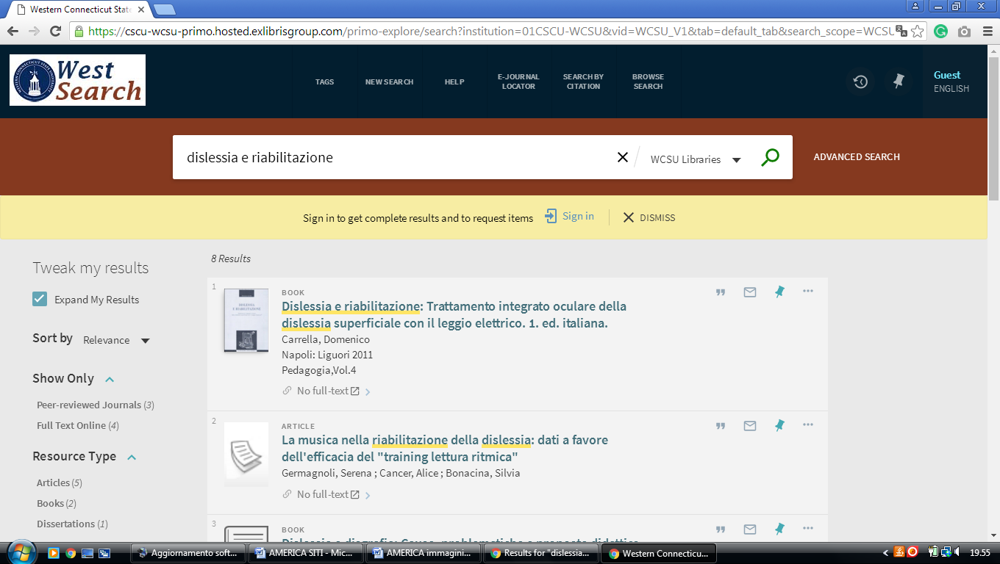 Western Connecticut State
https://cscu-wcsu-primo.hosted.exlibrisgroup.com/primo-explore/search?institution=01CSCU-WCSU&vid=WCSU_V1&tab=default_tab&search_scope=WCSU
West
Search
TAGS
NEW SEARCH
HELP
E-JOURNAL
LOCATOR
SEARCH BY
CITATION
BROWSE
SEARCH
Guest
ENGLISH
dislessia e riabilitazione
WCSU Libraries
ADVANCED SEARCH
Sign in to get complete results and to request items
Sign in
DISMISS
Tweak my results
Expand My Results
Sort by Relevance
Show Only
Peer-reviewed Journals (3)
Full Text Online (4)
Resource Type
Articles (5)
Books (2)
Dissertations (1)
8 Results
1
DISLESSIA
E RIABILITAZIONE
BOOK
Dislessia e riabilitazione: Trattamento integrato oculare della
dislessia superficiale con il leggio elettrico. 1. ed. italiana.
Carrella, Domenico
Napoli: Liguori 2011
Pedagogia,Vol.4
No full-text
2
ARTICLE
La musica nella riabilitazione della dislessia: dati a favore
dell'efficacia del "training lettura ritmica"
Germagnoli, Serena ; Cancer, Alice ; Bonacina, Silvia
No full-text
3
BOOK
Aggiornamento soft...
AMERICA SITI - Mic...
AMERICA immagini...
Results for "dislessia...
Western Connecticu...
19.55